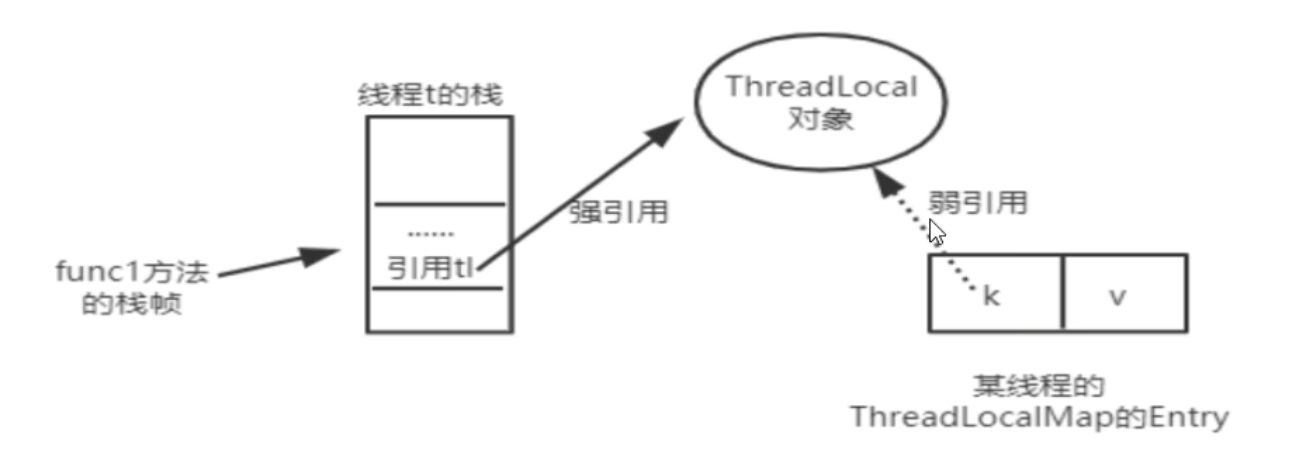 线程t的栈
ThreadLocal
对象
强引用
弱引用
......
引用tl
func1方法
的栈帧
k
v
某线程的
ThreadLocalMap的Entry